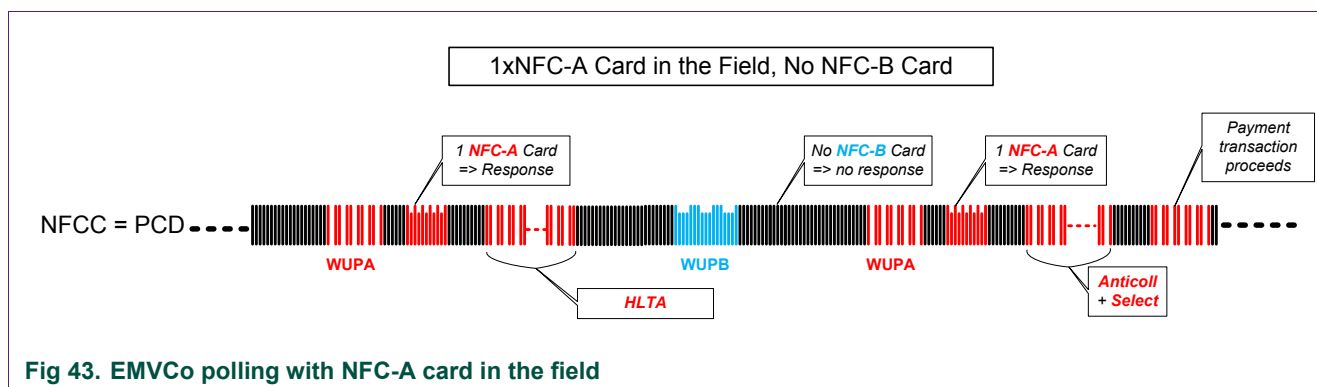 1xNFC-A Card in the Field, No NFC-B Card
1 NFC-A Card
=> Response
No NFC-B Card
=> no response
1 NFC-A Card
=> Response
Payment
transaction
proceeds
NFCC = PCD
WUPA
WUPB
WUPA
HLTA
Anticoll
+ Select
Fig 43. EMVCo polling with NFC-A card in the field